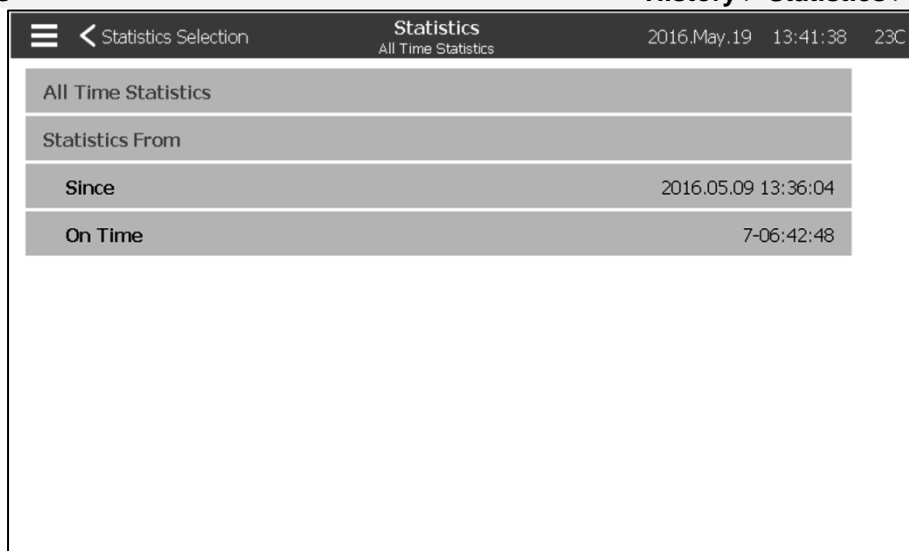 Statistics Selection
Statistics
All Time Statistics
2016.May.19 13:41:38 23C
All Time Statistics
Statistics From
Since 2016.05.09 13:36:04
On Time 7-06:42:48